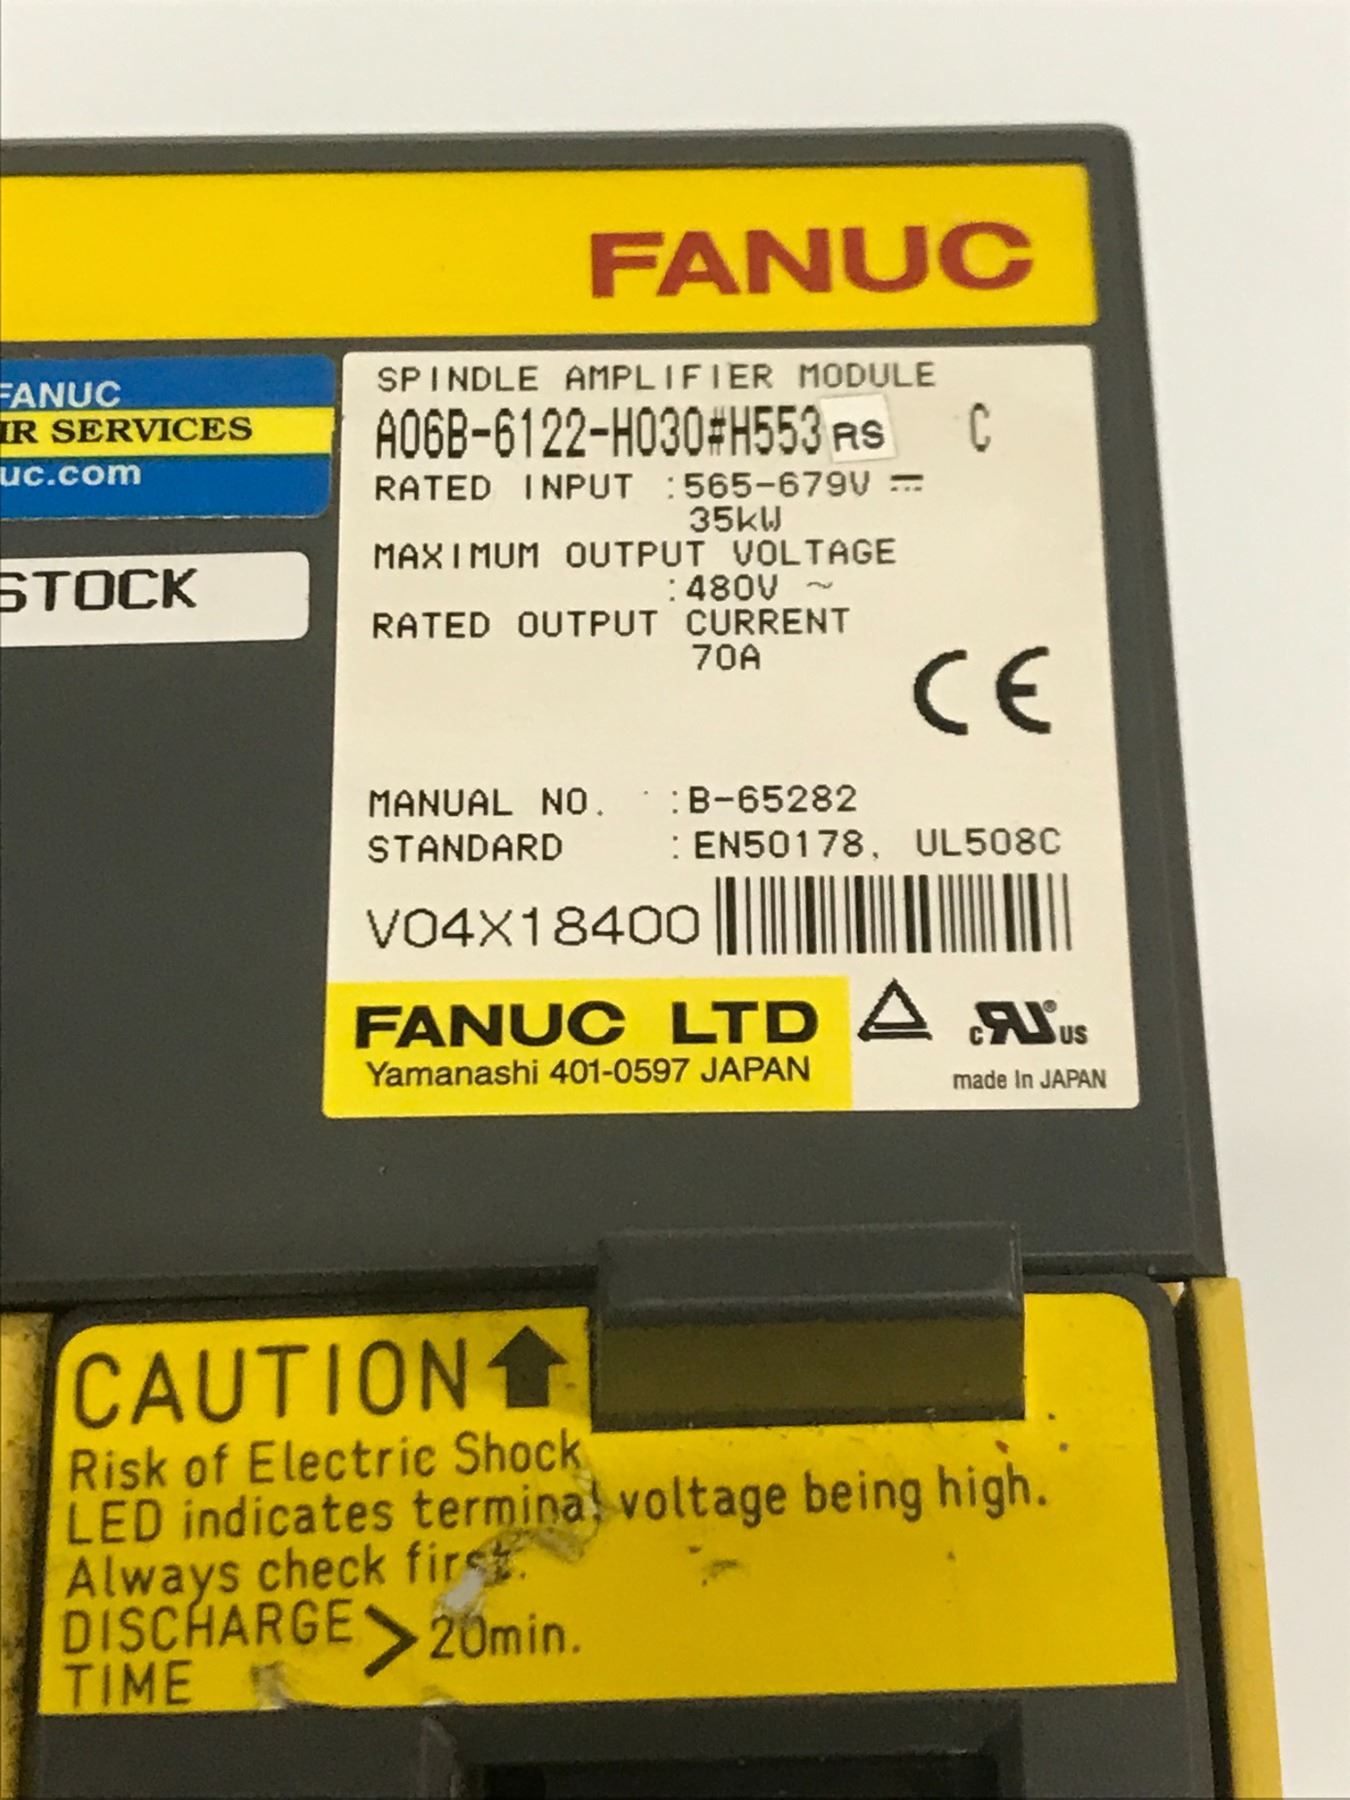 FANUC
FANUC
IR SERVICES
uc.com
STOCK
SPINDLE AMPLIFIER MODULE
A06B-6122-H030#H553 RS C
RATED INPUT :565-679V ⎓
35kW
MAXIMUM OUTPUT VOLTAGE
:480V ~
RATED OUTPUT CURRENT
70A
CE
MANUAL NO. :B-65282
STANDARD :EN50178, UL508C
V04X18400
FANUC LTD
Yamanashi 401-0597 JAPAN
c RU ® US
made In JAPAN
CAUTION
Risk of Electric Shock
LED indicates terminal voltage being high.
Always check first.
DISCHARGE TIME > 20min.